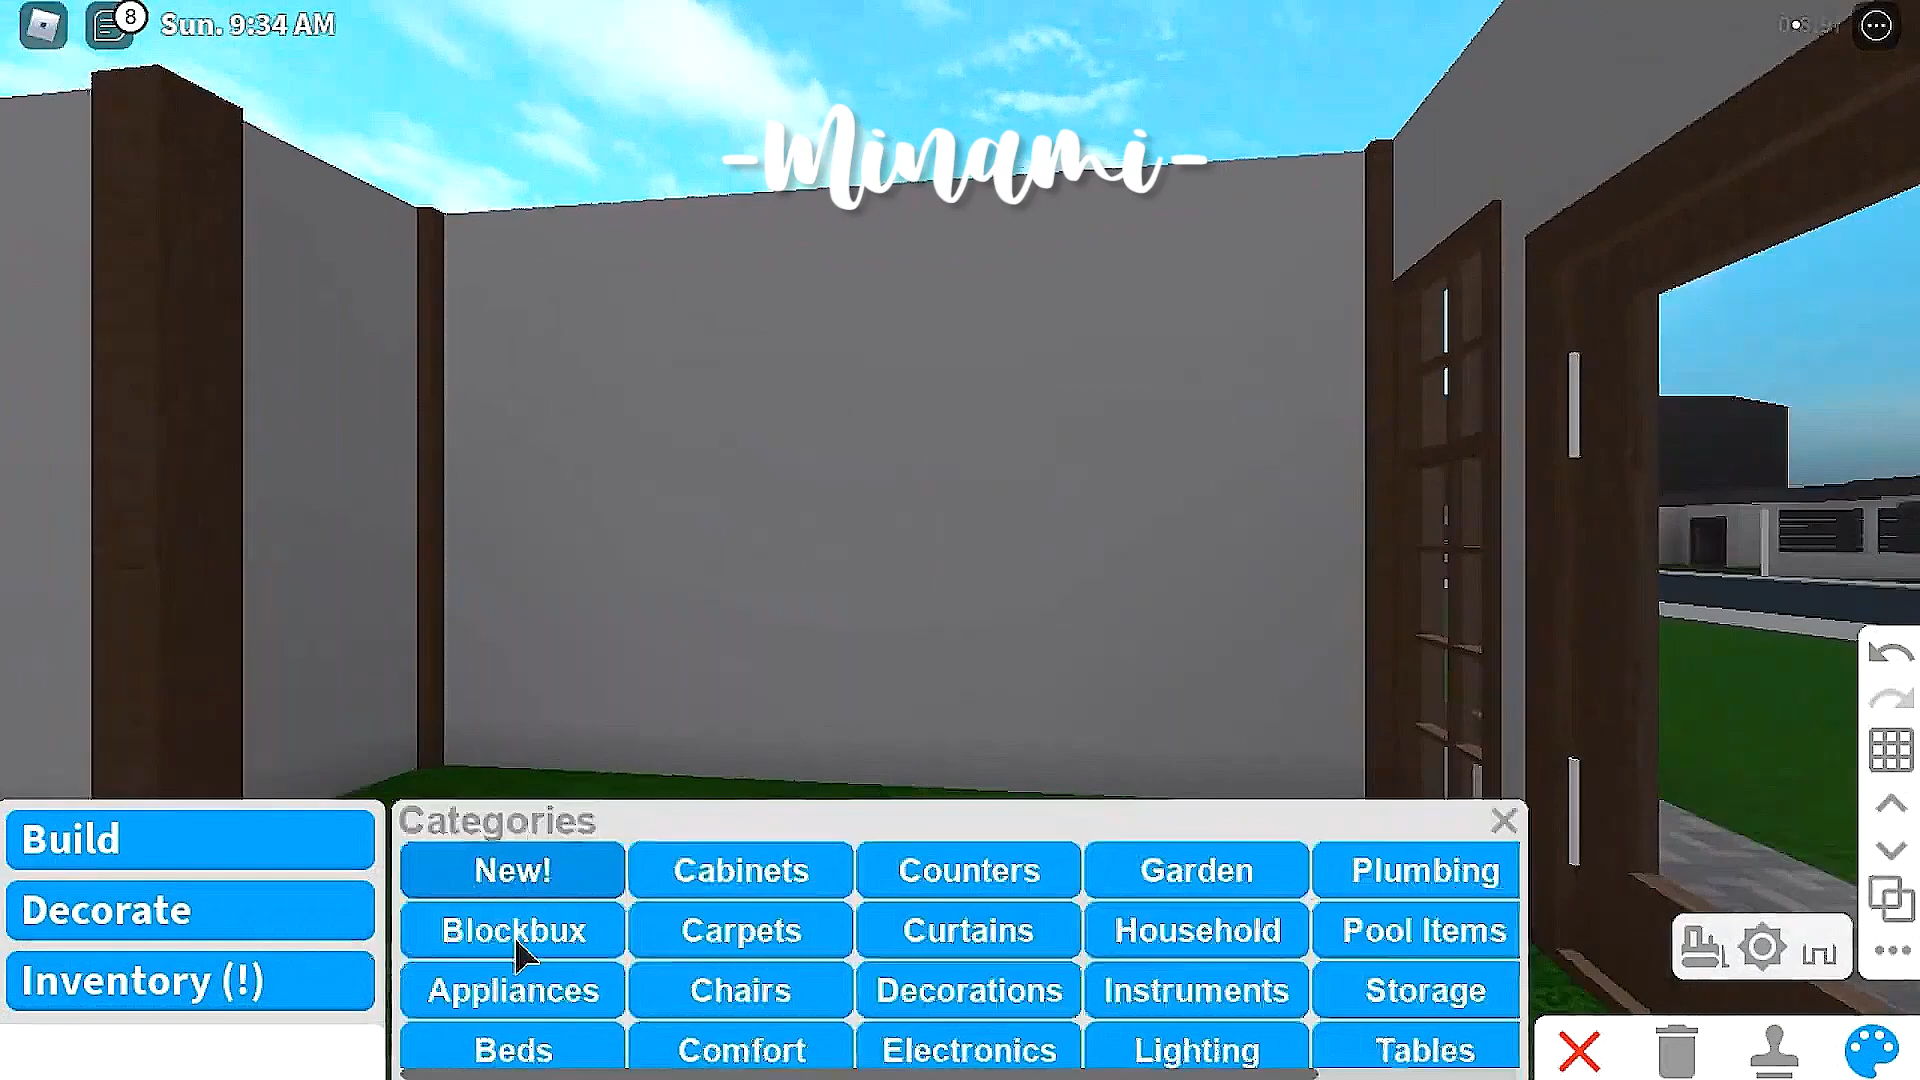 8
Sun. 9:34 AM
-Minami-
Build
Decorate
Inventory (!)
Categories
New! Cabinets Counters Garden Plumbing
Blockbux Carpets Curtains Household Pool Items
Appliances Chairs Decorations Instruments Storage
Beds Comfort Electronics Lighting Tables